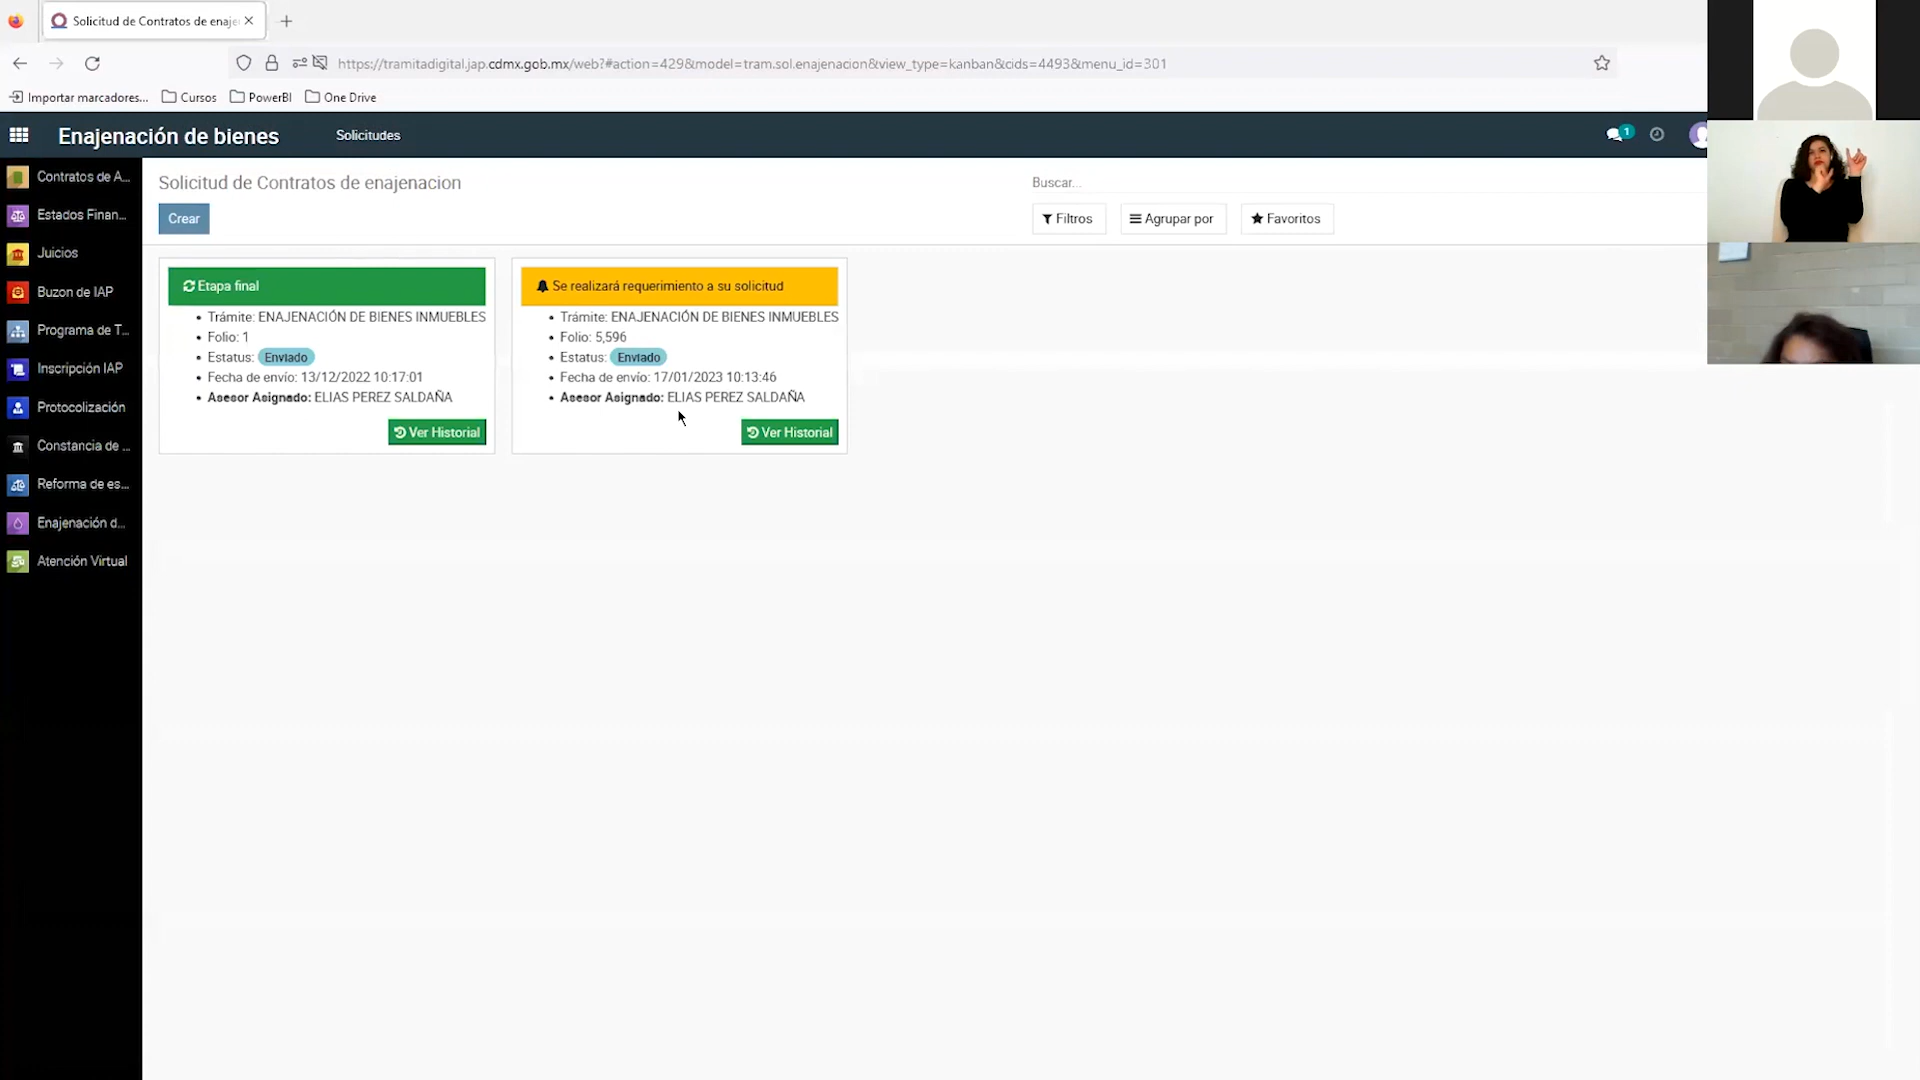 Solicitud de Contratos de enaje
https://tramitadigital.jap.cdmx.gob.mx/web?#action=429&model=tram.sol.enajenacion&view_type=kanban&cids=4493&menu_id=301
Importar marcadores... Cursos PowerBI One Drive
Enajenación de bienes Solicitudes 1
Contratos de A...
Estados Finan...
Juicios
Buzon de IAP
Programa de T...
Inscripción IAP
Protocolización
Constancia de ...
Reforma de es...
Enajenación d...
Atención Virtual
Solicitud de Contratos de enajenacion
Buscar...
Crear
Filtros Agrupar por Favoritos
Etapa final
Trámite: ENAJENACIÓN DE BIENES INMUEBLES
Folio: 1
Estatus: Enviado
Fecha de envío: 13/12/2022 10:17:01
Asesor Asignado: ELIAS PEREZ SALDAÑA
Ver Historial
Se realizará requerimiento a su solicitud
Trámite: ENAJENACIÓN DE BIENES INMUEBLES
Folio: 5,596
Estatus: Enviado
Fecha de envío: 17/01/2023 10:13:46
Asesor Asignado: ELIAS PEREZ SALDAÑA
Ver Historial